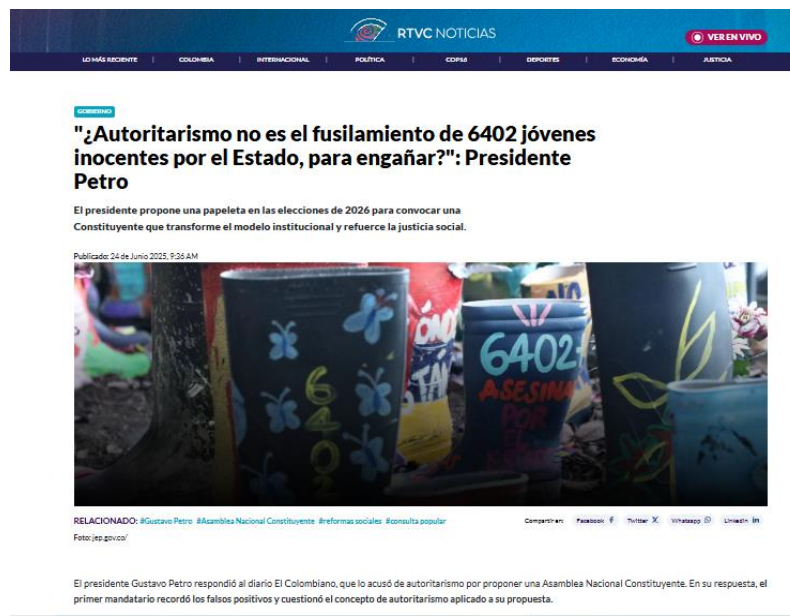 RTVC NOTICIAS
VER EN VIVO
LO MÁS RECIENTE | COLOMBIA | INTERNACIONAL | POLÍTICA | COP16 | DEPORTES | ECONOMÍA | JUSTICIA
GOBIERNO
"¿Autoritarismo no es el fusilamiento de 6402 jóvenes
inocentes por el Estado, para engañar?": Presidente
Petro
El presidente propone una papeleta en las elecciones de 2026 para convocar una
Constituyente que transforme el modelo institucional y refuerce la justicia social.
Publicado: 24 de Junio 2025, 9:36 AM
6402
6402
ASESINA
POR
EL
RELACIONADO: #Gustavo Petro #Asamblea Nacional Constituyente #reformas sociales #consulta popular
Compartir en: Facebook Twitter X Whatsapp Linkedin in
Foto: jep.gov.co/
El presidente Gustavo Petro respondió al diario El Colombiano, que lo acusó de autoritarismo por proponer una Asamblea Nacional Constituyente. En su respuesta, el
primer mandatario recordó los falsos positivos y cuestionó el concepto de autoritarismo aplicado a su propuesta.